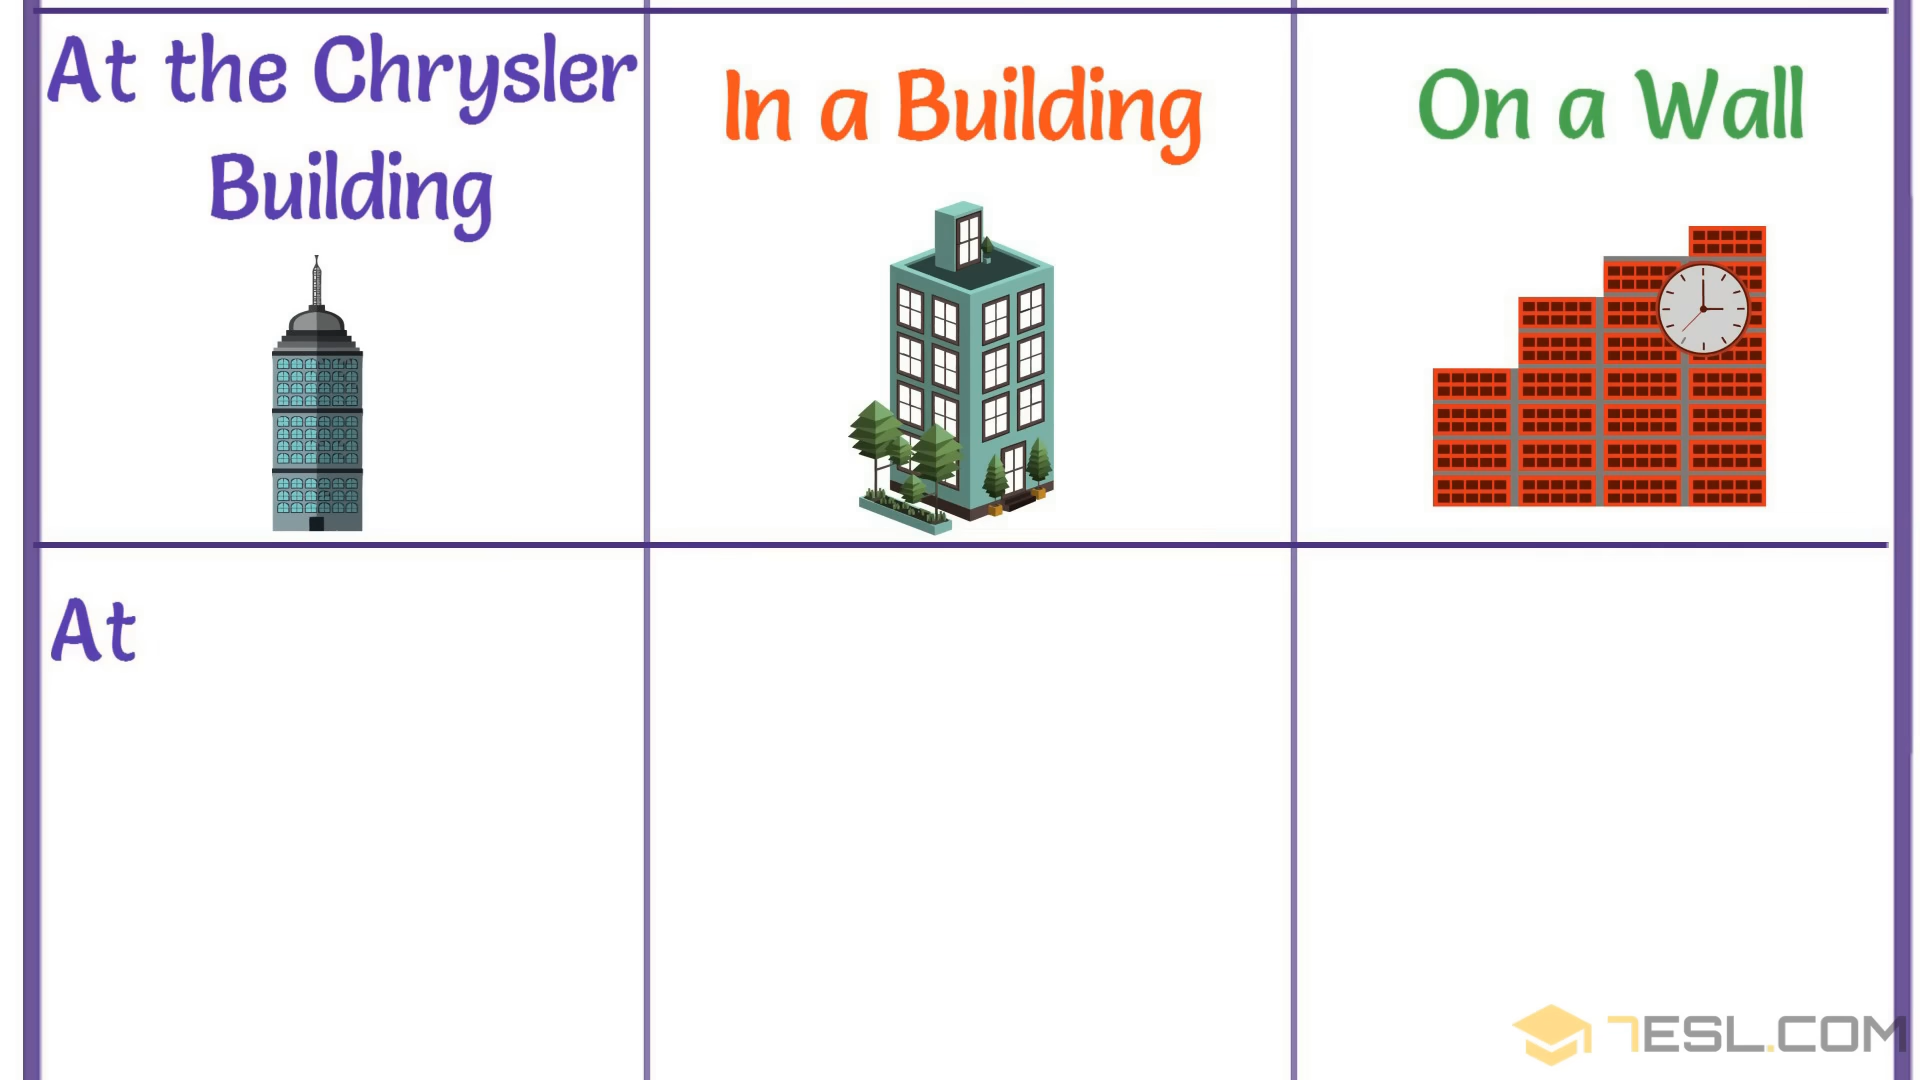 At the Chrysler
Building
In a Building
On a Wall
At
7ESL.COM